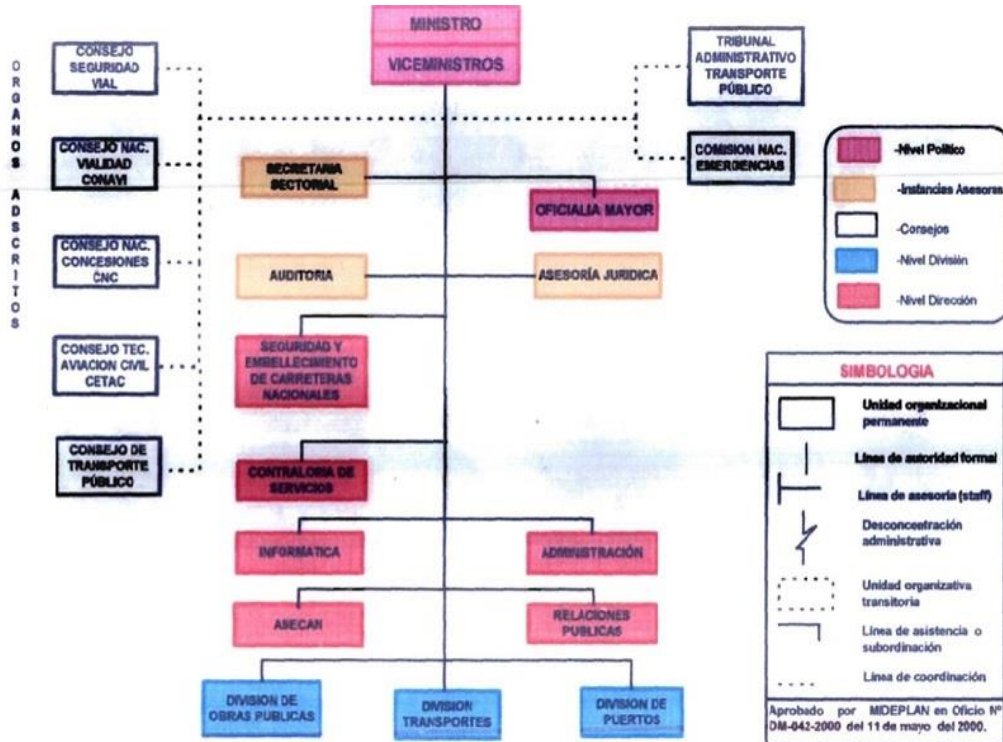 MINISTRO
VICEMINISTROS
ORGANOS ADSCRITOS
CONSEJO
SEGURIDAD
VIAL
CONSEJO NAC.
VIALIDAD
CONAVI
CONSEJO NAC.
CONCESIONES
CNC
CONSEJO TEC.
AVIACION CIVIL
CETAC
CONSEJO DE
TRANSPORTE
PÚBLICO
TRIBUNAL
ADMINISTRATIVO
TRANSPORTE
PÚBLICO
COMISION NAC.
EMERGENCIAS
SECRETARIA
SECTORIAL
OFICIALIA MAYOR
AUDITORIA
ASESORÍA JURIDICA
SEGURIDAD Y
EMBELLECIMIENTO
DE CARRETERAS
NACIONALES
CONTRALORIA DE
SERVICIOS
INFORMATICA
ADMINISTRACIÓN
ASECAN
RELACIONES
PUBLICAS
DIVISION DE
OBRAS PUBLICAS
DIVISION
TRANSPORTES
DIVISION DE
PUERTOS
-Nivel Político
-Instancias Asesoras
-Consejos
-Nivel División
-Nivel Dirección
SIMBOLOGIA
Unidad organizacional
permanente
Línea de autoridad formal
Línea de asesoría (staff)
Desconcentración
administrativa
Unidad organizativa
transitoria
Línea de asistencia o
subordinación
Línea de coordinación
Aprobado por MIDEPLAN en Oficio Nº
DM-042-2000 del 11 de mayo del 2000.